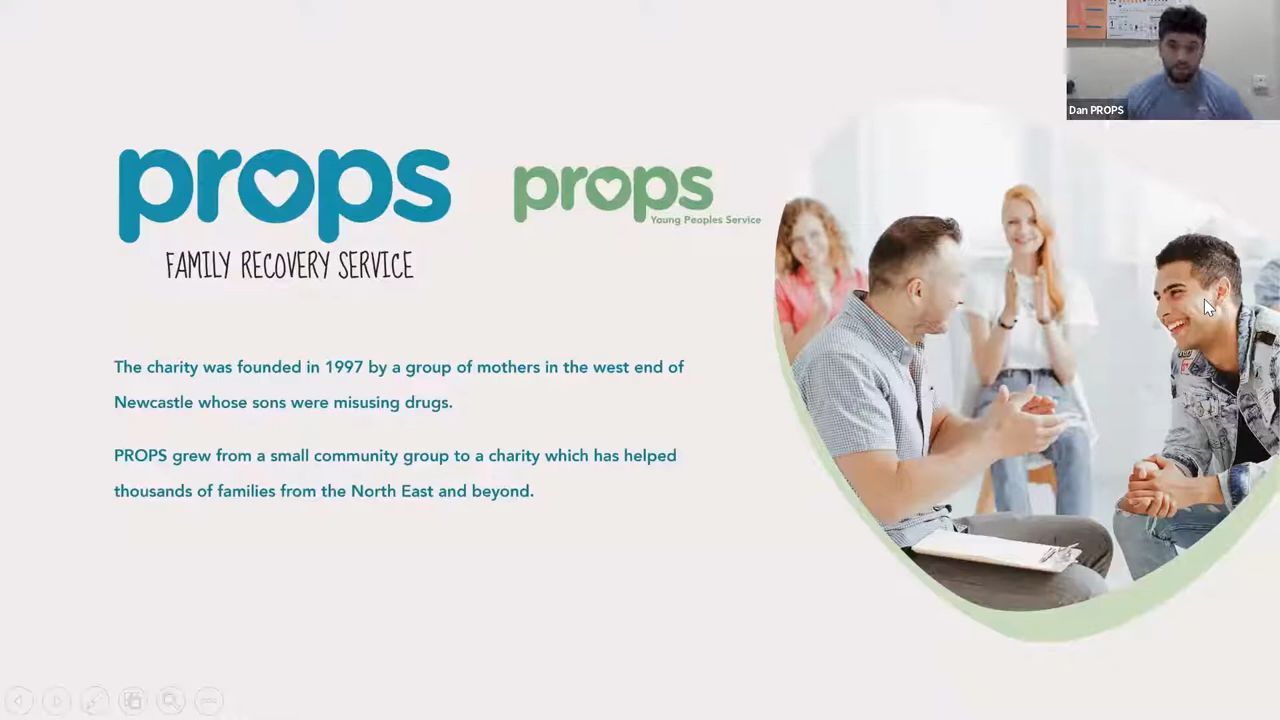 Dan PROPS
props
FAMILY RECOVERY SERVICE
props
Young Peoples Service
The charity was founded in 1997 by a group of mothers in the west end of
Newcastle whose sons were misusing drugs.
PROPS grew from a small community group to a charity which has helped
thousands of families from the North East and beyond.